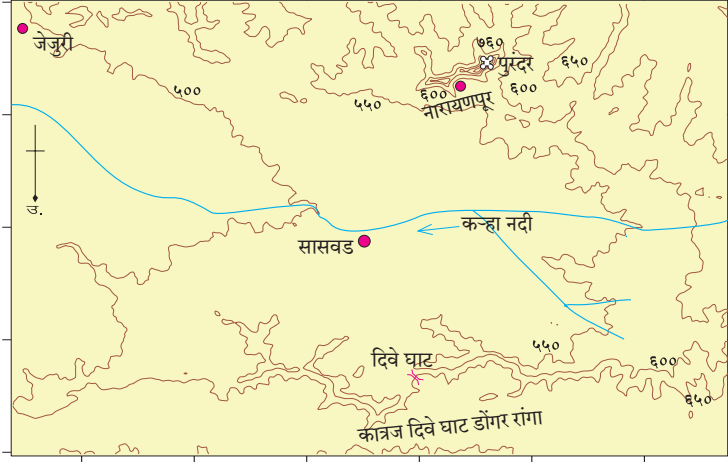 ७६०
जेजुरी
पुरंदर
६५०
५००
६००
६००
५५०
नारायणपूर
उ.
कऱ्हा नदी
सासवड
५५०
दिवे घाट
६००
६५०
कात्रज दिवे घाट डोंगर रांगा